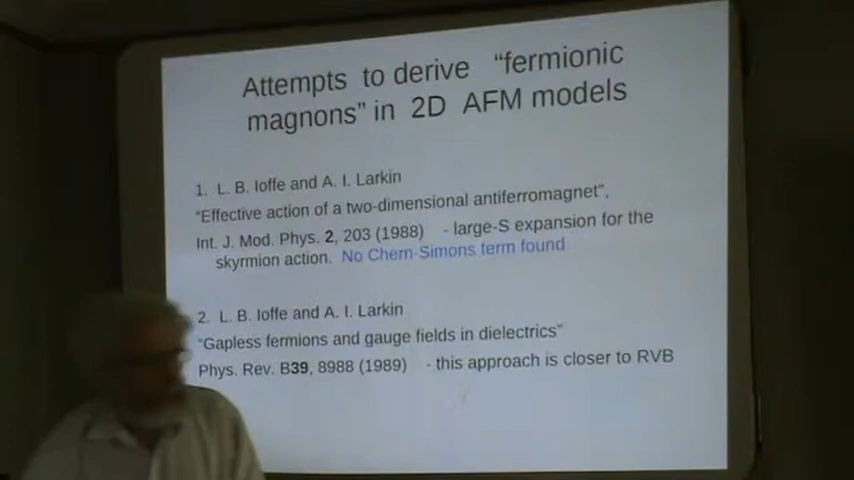 Attempts to derive "fermionic
magnons" in 2D AFM models
1. L. B. Ioffe and A. I. Larkin
"Effective action of a two-dimensional antiferromagnet",
Int. J. Mod. Phys. 2, 203 (1988) - large-S expansion for the
skyrmion action. No Chern-Simons term found
2. L. B. Ioffe and A. I. Larkin
"Gapless fermions and gauge fields in dielectrics"
Phys. Rev. B39, 8988 (1989) - this approach is closer to RVB